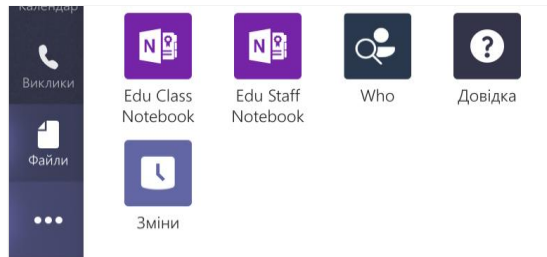 Календар
Виклики
Файли
Edu Class
Notebook
Edu Staff
Notebook
Who
Довідка
Зміни